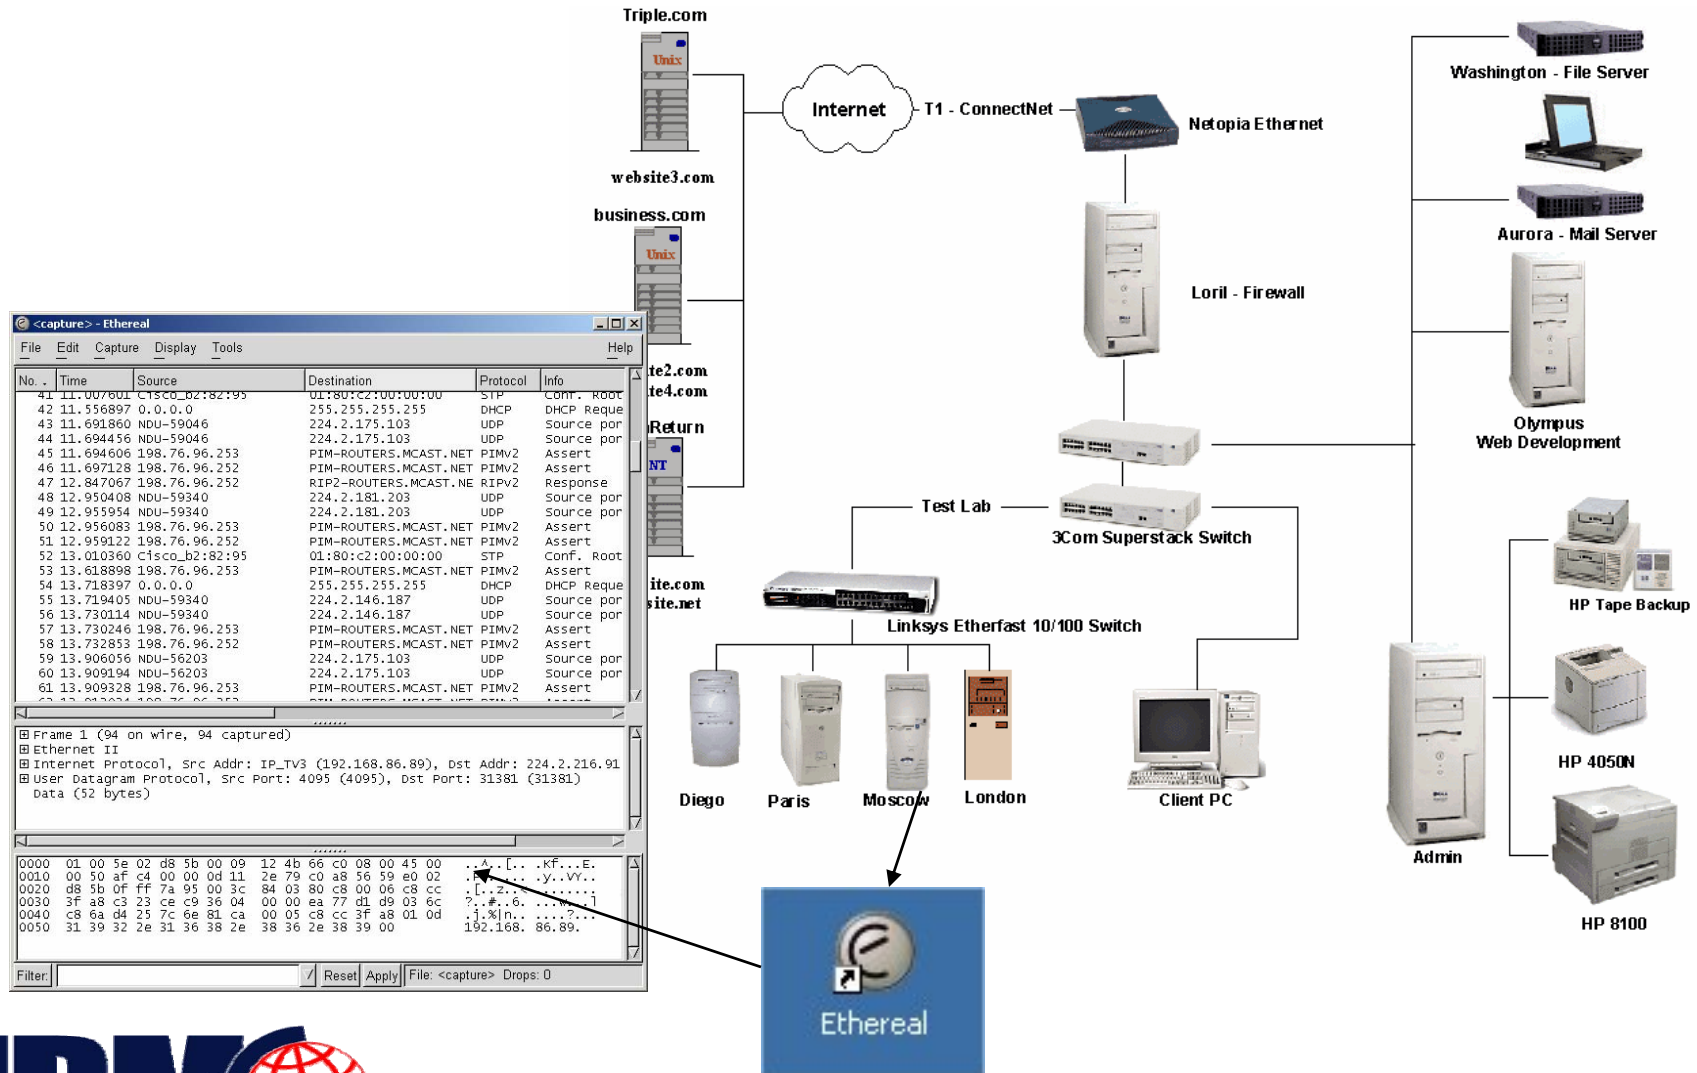 Triple.com
Unix
website3.com
business.com
Unix
te2.com
te4.com
Return
NT
ite.com
site.net
Internet
T1 - ConnectNet
Netopia Ethernet
Loril - Firewall
Washington - File Server
Aurora - Mail Server
Olympus
Web Development
Test Lab
3Com Superstack Switch
Linksys Etherfast 10/100 Switch
Diego
Paris
Moscow
London
Client PC
HP Tape Backup
HP 4050N
HP 8100
Admin
<capture> - Ethereal
File Edit Capture Display Tools Help
No. Time Source Destination Protocol Info
41 11.007601 Cisco_b2:82:95 01:80:c2:00:00:00 STP Conf. Root
42 11.556897 0.0.0.0 255.255.255.255 DHCP DHCP Reque
43 11.691860 NDU-59046 224.2.175.103 UDP Source por
44 11.694456 NDU-59046 224.2.175.103 UDP Source por
45 11.694606 198.76.96.253 PIM-ROUTERS.MCAST.NET PIMv2 Assert
46 11.697128 198.76.96.252 PIM-ROUTERS.MCAST.NET PIMv2 Assert
47 12.847067 198.76.96.252 RIP2-ROUTERS.MCAST.NE RIPv2 Response
48 12.950408 NDU-59340 224.2.181.203 UDP Source por
49 12.955954 NDU-59340 224.2.181.203 UDP Source por
50 12.956083 198.76.96.253 PIM-ROUTERS.MCAST.NET PIMv2 Assert
51 12.959122 198.76.96.252 PIM-ROUTERS.MCAST.NET PIMv2 Assert
52 13.010360 Cisco_b2:82:95 01:80:c2:00:00:00 STP Conf. Root
53 13.618898 198.76.96.253 PIM-ROUTERS.MCAST.NET PIMv2 Assert
54 13.718397 0.0.0.0 255.255.255.255 DHCP DHCP Reque
55 13.719405 NDU-59340 224.2.146.187 UDP Source por
56 13.730114 NDU-59340 224.2.146.187 UDP Source por
57 13.730246 198.76.96.253 PIM-ROUTERS.MCAST.NET PIMv2 Assert
58 13.732853 198.76.96.252 PIM-ROUTERS.MCAST.NET PIMv2 Assert
59 13.906056 NDU-56203 224.2.175.103 UDP Source por
60 13.909194 NDU-56203 224.2.175.103 UDP Source por
61 13.909328 198.76.96.253 PIM-ROUTERS.MCAST.NET PIMv2 Assert
Frame 1 (94 on wire, 94 captured)
Ethernet II
Internet Protocol, Src Addr: IP_TV3 (192.168.86.89), Dst Addr: 224.2.216.91
User Datagram Protocol, Src Port: 4095 (4095), Dst Port: 31381 (31381)
Data (52 bytes)
0000 01 00 5e 02 d8 5b 00 09 12 4b 66 c0 08 00 45 00 ..^..[.. .Kf...E.
0010 00 50 af c4 00 00 0d 11 2e 79 c0 a8 56 59 e0 02 .P...... .y..VY..
0020 d8 5b 0f ff 7a 95 00 3c 84 03 80 c8 00 06 c8 cc .[..z..< ........
0030 3f a8 c3 23 ce c9 36 04 00 00 ea 77 d1 d9 03 6c ?..#..6. ...w...l
0040 c8 6a d4 25 7c 6e 81 ca 00 05 c8 cc 3f a8 01 0d .j.%|n.. ....?...
0050 31 39 32 2e 31 36 38 2e 38 36 2e 38 39 00 192.168. 86.89.
Filter: Reset Apply File: <capture> Drops: 0
Ethereal